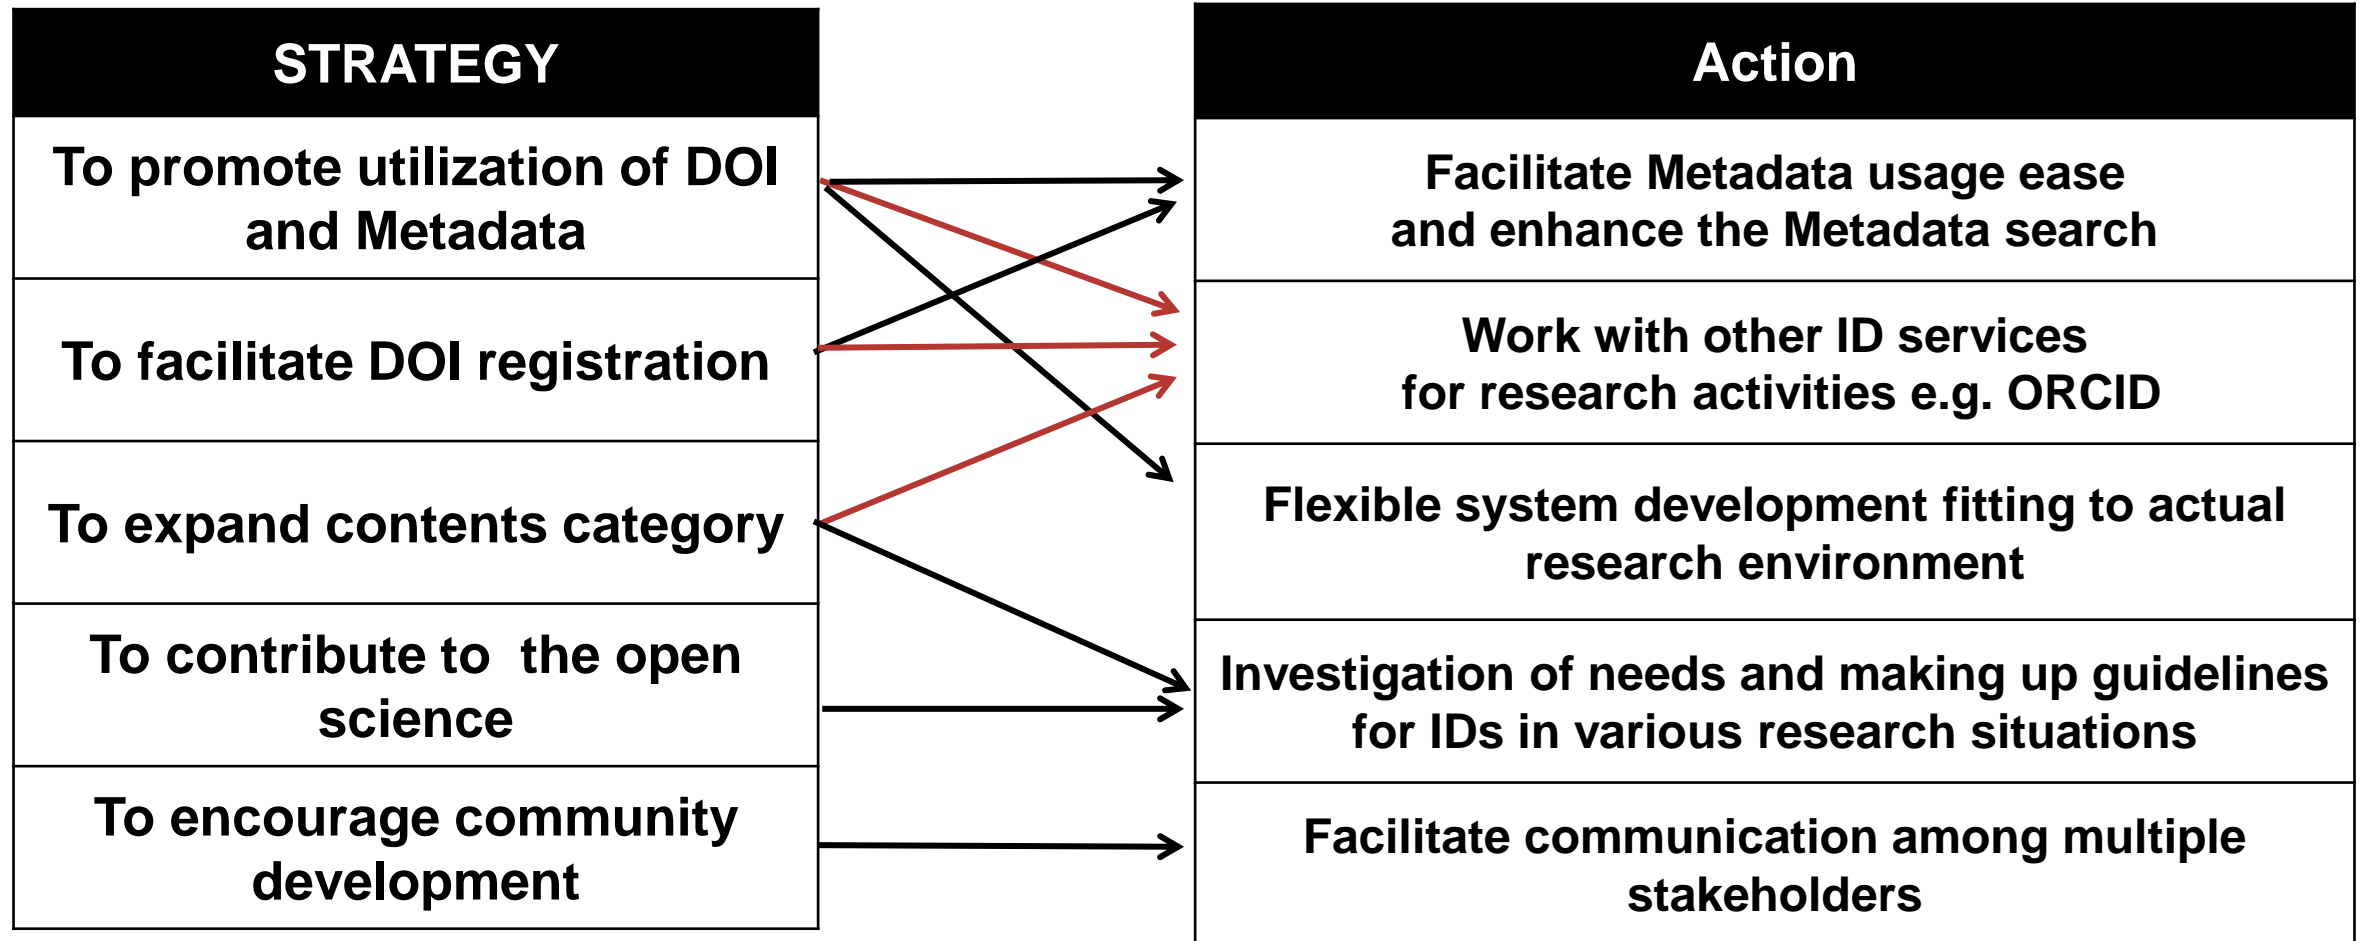 STRATEGY
To promote utilization of DOI
and Metadata
To facilitate DOI registration
To expand contents category
To contribute to  the open
science
To encourage community
development
Action
Facilitate Metadata usage ease
and enhance the Metadata search
Work with other ID services
for research activities e.g. ORCID
Flexible system development fitting to actual
research environment
Investigation of needs and making up guidelines
for IDs in various research situations
Facilitate communication among multiple
stakeholders